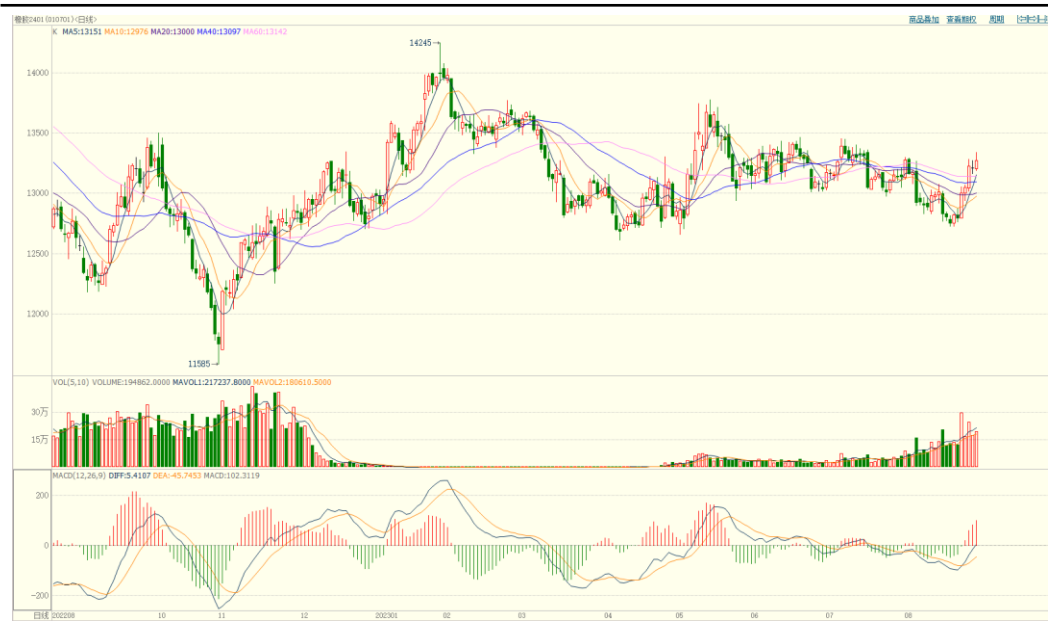 橡胶2401(010701)<日线> 商品叠加 查看期权 周期
K MA5:13151 MA10:12976 MA20:13000 MA40:13097 MA60:13142
14245→
14000
13500
13000
12500
12000
11585→
VOL(5,10) VOLUME:194862.0000 MAVOL1:217237.8000 MAVOL2:180610.5000
30万
15万
MACD(12,26,9) DIFF:5.4107 DEA:-45.7453 MACD:102.3119
200
0
-200
日线 202208 10 11 12 202301 02 03 04 05 06 07 08